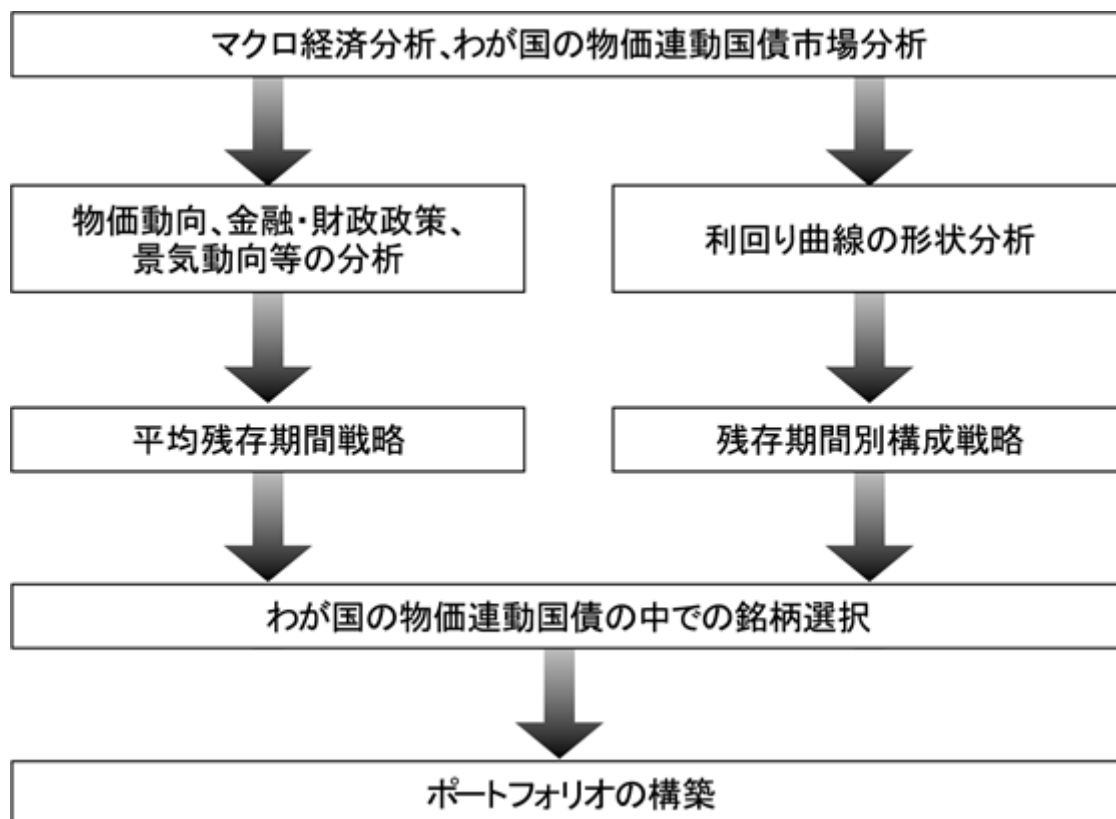 マクロ経済分析、わが国の物価連動国債市場分析
物価動向、金融・財政政策、
景気動向等の分析
利回り曲線の形状分析
平均残存期間戦略
残存期間別構成戦略
わが国の物価連動国債の中での銘柄選択
ポートフォリオの構築